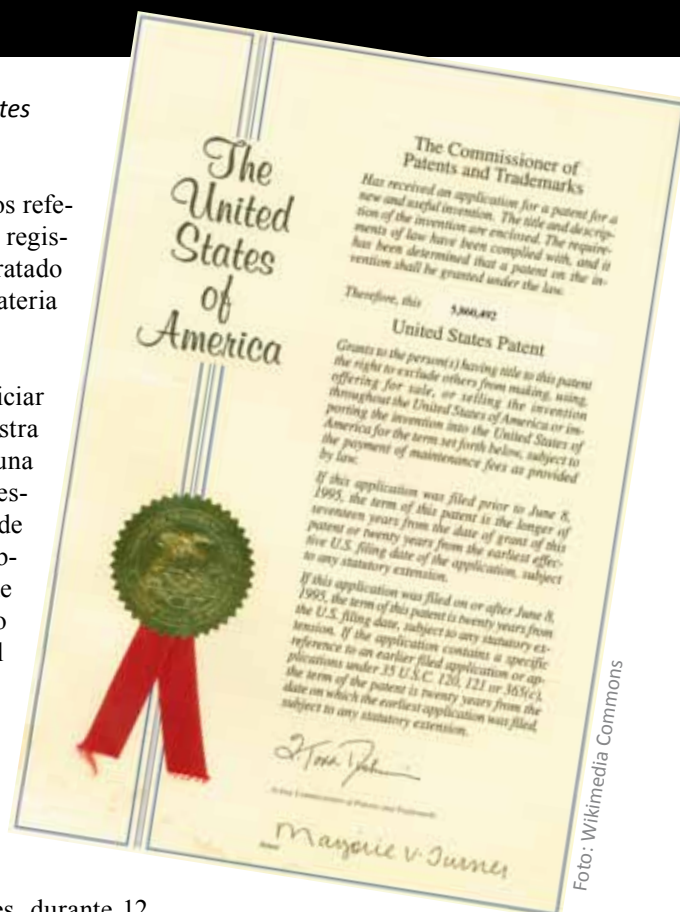 tes
os refe-
regis-
ratado
ateria
iciar
stra
una
es-
de
b-
e
o
l
es, durante 12
The
United
States
of
America
The Commissioner of
Patents and Trademarks
Has received an application for a patent for a
new and useful invention. The title and descrip-
tion of the invention are enclosed. The require-
ments of law have been complied with, and it
has been determined that a patent on the in-
vention shall be granted under the law.
Therefore, this 5,860,492
United States Patent
Grants to the person(s) having title to this patent
the right to exclude others from making, using,
offering for sale, or selling the invention
throughout the United States of America or im-
porting the invention into the United States of
America for the term set forth below, subject to
the payment of maintenance fees as provided
by law.
If this application was filed prior to June 8,
1995, the term of this patent is the longer of
seventeen years from the date of grant of this
patent or twenty years from the earliest effec-
tive U.S. filing date of the application, subject
to any statutory extension.
If this application was filed on or after June 8,
1995, the term of this patent is twenty years from
the U.S. filing date, subject to any statutory ex-
tension. If the application contains a specific
reference to an earlier filed application or ap-
plications under 35 U.S.C. 120, 121 or 365(c),
the term of the patent is twenty years from the
date on which the earliest application was filed,
subject to any statutory extension.
Commissioner of Patents and Trademarks
Marjorie V. Turner
Foto: Wikimedia Commons